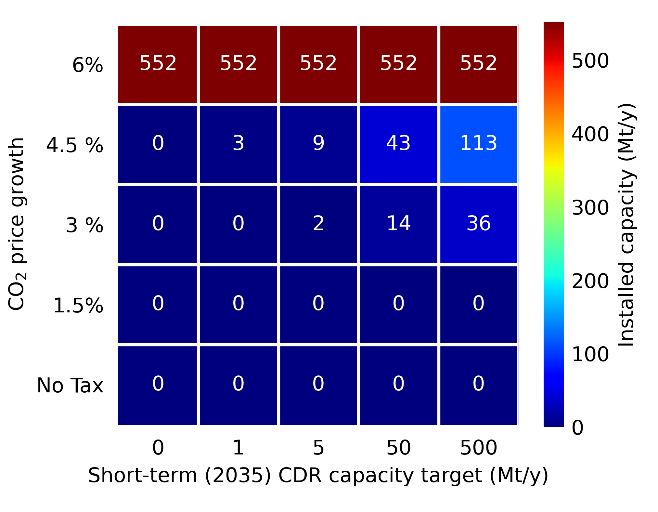 6% 552 552 552 552 552
4.5 % 0 3 9 43 113
3 % 0 0 2 14 36
1.5% 0 0 0 0 0
No Tax 0 0 0 0 0
0 1 5 50 500
Short-term (2035) CDR capacity target (Mt/y)
CO₂ price growth
500
400
300
200
100
0
Installed capacity (Mt/y)